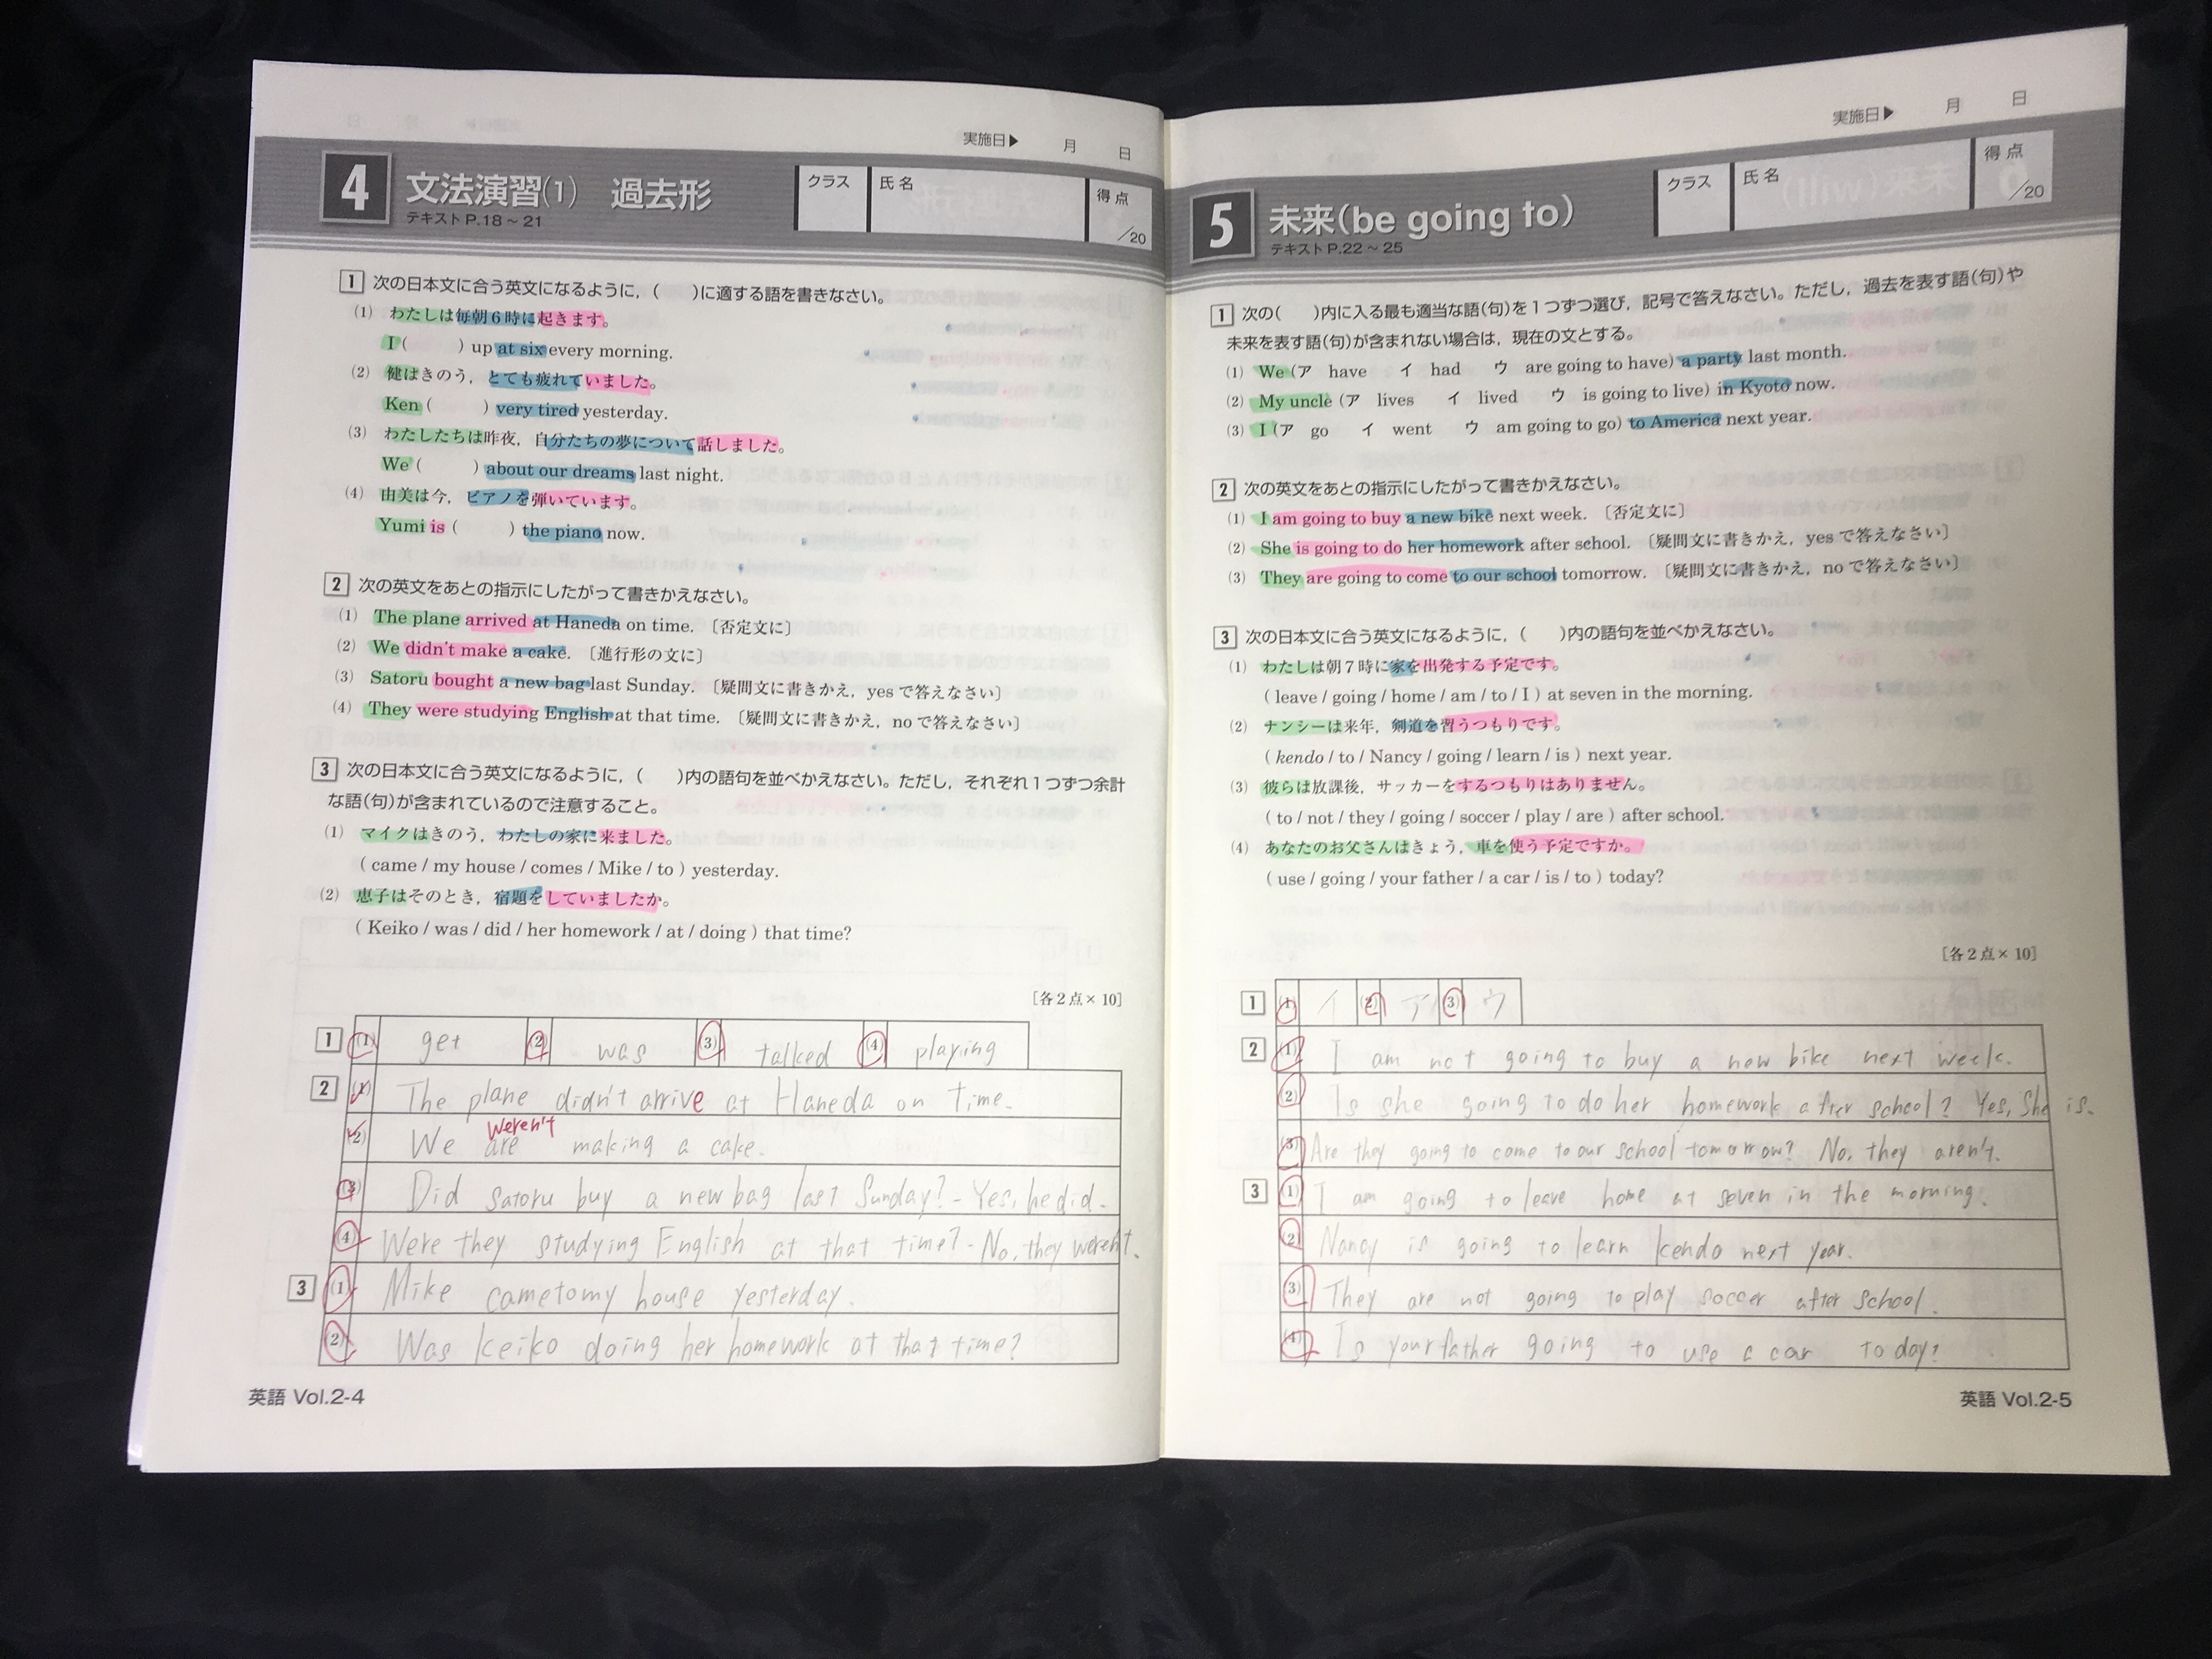 実施日▶ 月 日
4 文法演習(1) 過去形
テキストP.18～21
クラス 氏名 得点 /20
1 次の日本文に合う英文になるように，（ ）に適する語を書きなさい。
(1) わたしは毎朝6時に起きます。
I ( ) up at six every morning.
(2) 健はきのう，とても疲れていました。
Ken ( ) very tired yesterday.
(3) わたしたちは昨夜，自分たちの夢について話しました。
We ( ) about our dreams last night.
(4) 由美は今，ピアノを弾いています。
Yumi is ( ) the piano now.
2 次の英文をあとの指示にしたがって書きかえなさい。
(1) The plane arrived at Haneda on time. 〔否定文に〕
(2) We didn't make a cake. 〔進行形の文に〕
(3) Satoru bought a new bag last Sunday. 〔疑問文に書きかえ，yesで答えなさい〕
(4) They were studying English at that time. 〔疑問文に書きかえ，noで答えなさい〕
3 次の日本文に合う英文になるように，（ ）内の語句を並べかえなさい。ただし，それぞれ1つずつ余計
な語(句)が含まれているので注意すること。
(1) マイクはきのう，わたしの家に来ました。
( came / my house / comes / Mike / to ) yesterday.
(2) 恵子はそのとき，宿題をしていましたか。
( Keiko / was / did / her homework / at / doing ) that time?
［各2点×10］
1 (1) get (2) was (3) talked (4) playing
2 (1) The plane didn't arrive at Haneda on time.
weren't
(2) We are making a cake.
(3) Did satoru buy a new bag last Sunday? - Yes, he did.
(4) Were they studying English at that time? - No, they weren't.
3 (1) Mike came to my house yesterday.
(2) Was keiko doing her homework at that time?
英語 Vol.2-4
実施日▶ 月 日
5 未来(be going to)
テキストP.22～25
クラス 氏名 得点 /20
1 次の（ ）内に入る最も適当な語(句)を1つずつ選び，記号で答えなさい。ただし，過去を表す語(句)や
未来を表す語(句)が含まれない場合は，現在の文とする。
(1) We (ア have イ had ウ are going to have) a party last month.
(2) My uncle (ア lives イ lived ウ is going to live) in Kyoto now.
(3) I (ア go イ went ウ am going to go) to America next year.
2 次の英文をあとの指示にしたがって書きかえなさい。
(1) I am going to buy a new bike next week. 〔否定文に〕
(2) She is going to do her homework after school. 〔疑問文に書きかえ，yesで答えなさい〕
(3) They are going to come to our school tomorrow. 〔疑問文に書きかえ，noで答えなさい〕
3 次の日本文に合う英文になるように，（ ）内の語句を並べかえなさい。
(1) わたしは朝7時に家を出発する予定です。
( leave / going / home / am / to / I ) at seven in the morning.
(2) ナンシーは来年，剣道を習うつもりです。
( kendo / to / Nancy / going / learn / is ) next year.
(3) 彼らは放課後，サッカーをするつもりはありません。
( to / not / they / going / soccer / play / are ) after school.
(4) あなたのお父さんはきょう，車を使う予定ですか。
( use / going / your father / a car / is / to ) today?
［各2点×10］
1 (1) イ (2) ア (3) ウ
2 (1) I am not going to buy a new bike next week.
(2) Is she going to do her homework after school? Yes, She is.
(3) Are they going to come to our school tomorrow? No, they aren't.
3 (1) I am going to leave home at seven in the morning.
(2) Nancy is going to learn kendo next year.
(3) They are not going to play soccer after school.
(4) Is your father going to use a car today?
英語 Vol.2-5